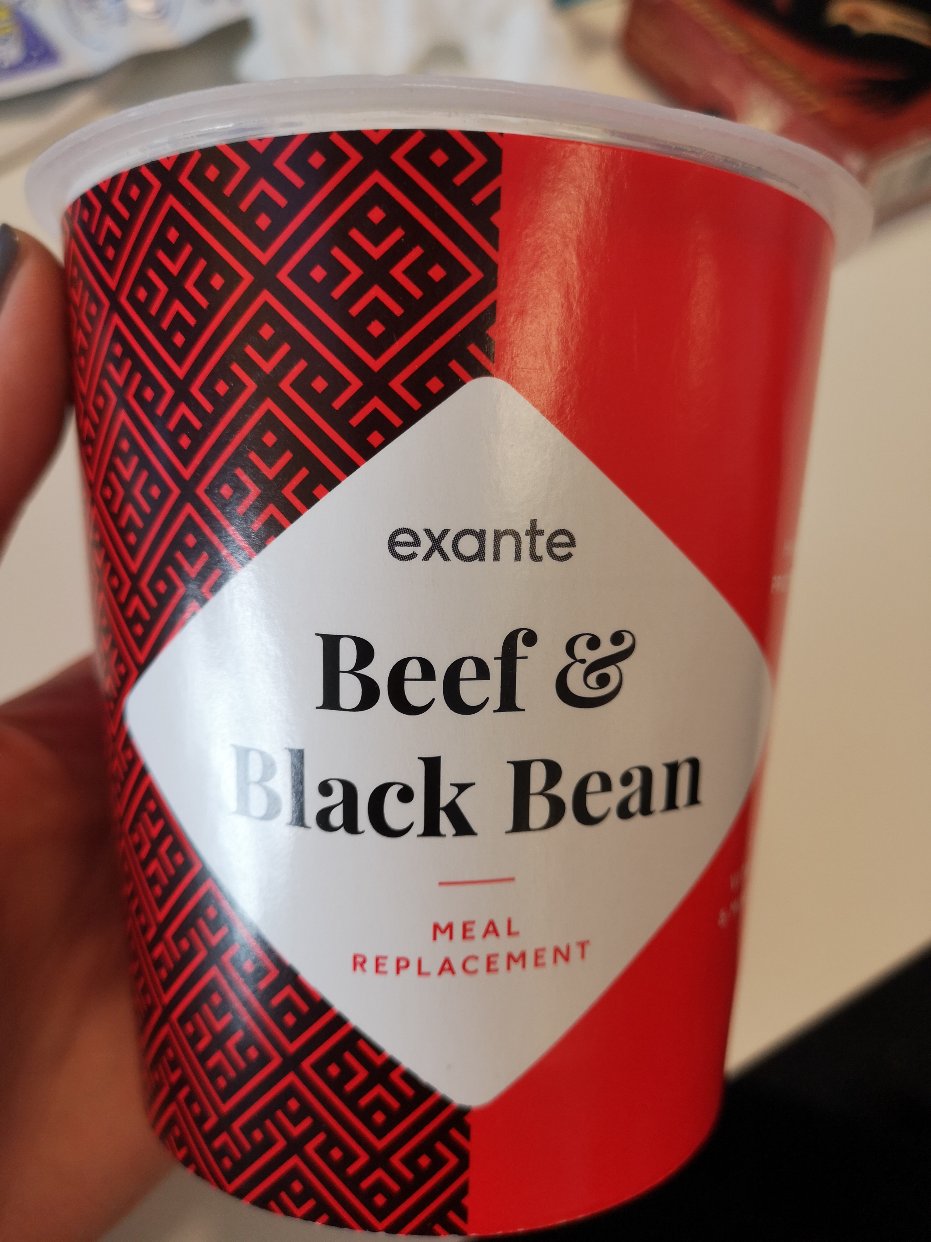 exante
Beef &
Black Bean
MEAL
REPLACEMENT